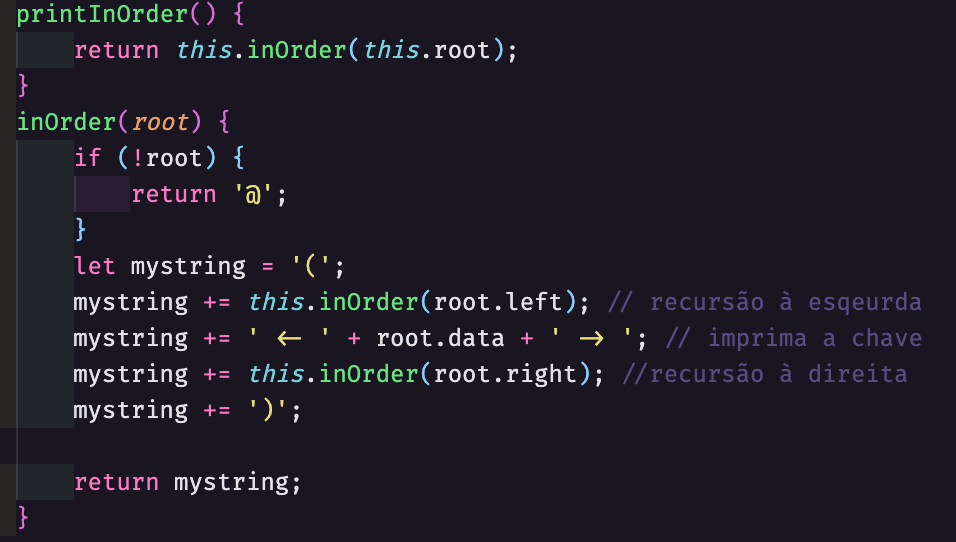 printInOrder() {
return this.inOrder(this.root);
}
inOrder(root) {
if (!root) {
return '@';
}
let mystring = '(';
mystring += this.inOrder(root.left); // recursão à esqeurda
mystring += ' <- ' + root.data + ' -> '; // imprima a chave
mystring += this.inOrder(root.right); //recursão à direita
mystring += ')';
return mystring;
}